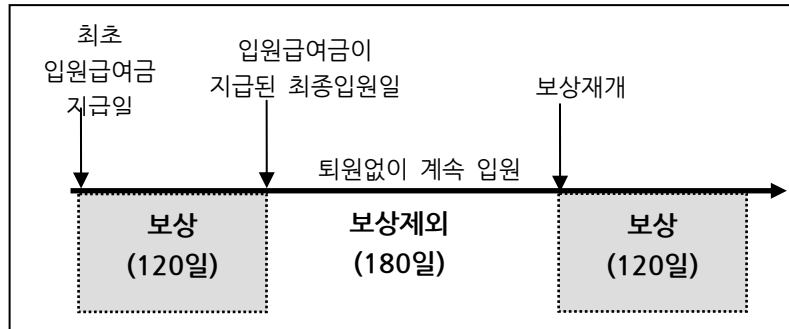 최초
입원급여금
지급일
입원급여금이
지급된 최종입원일
보상재개
퇴원없이 계속 입원
보상
(120일)
보상제외
(180일)
보상
(120일)